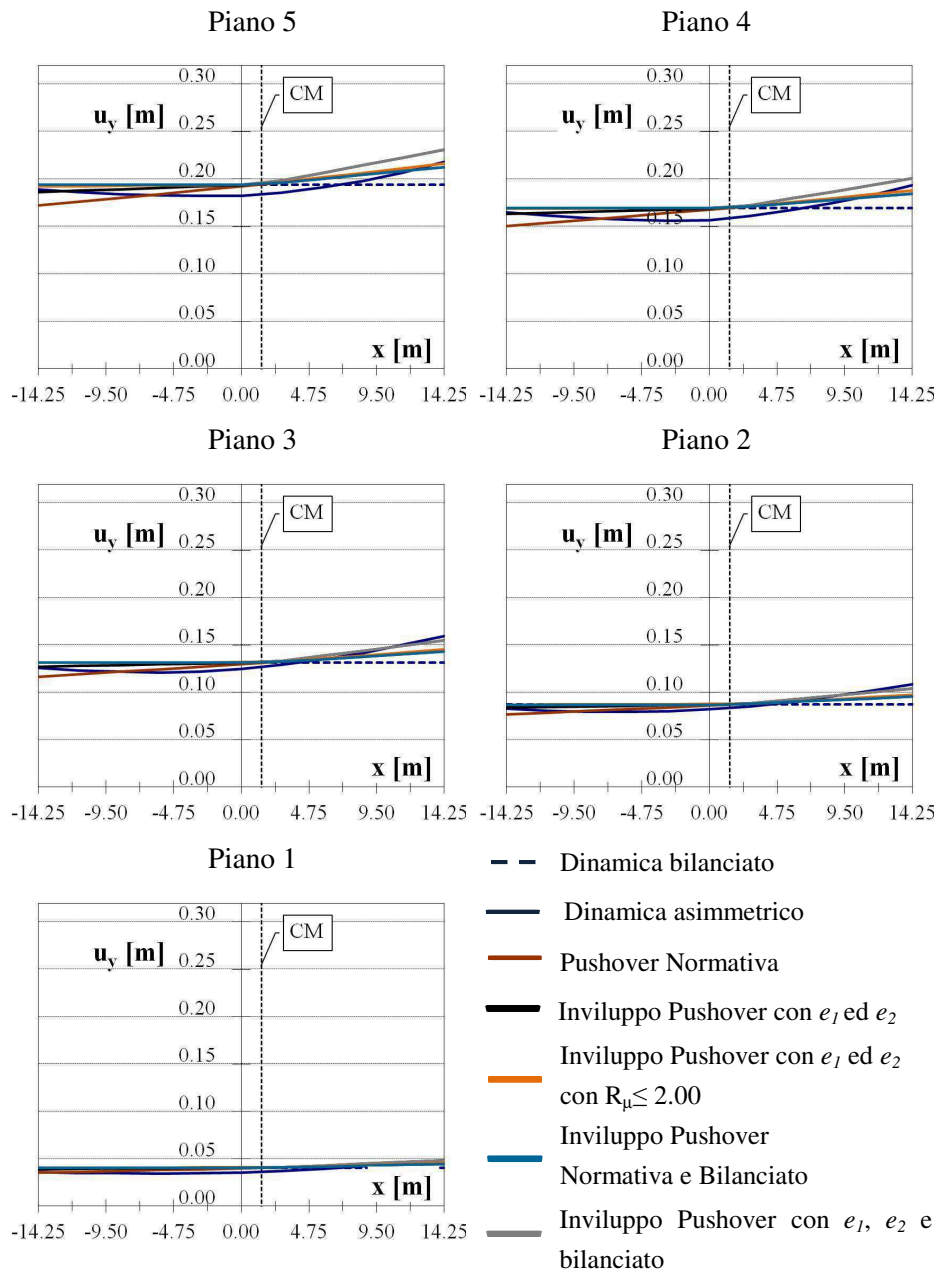 Piano 5
Piano 4
0.30
u_y [m]
CM
0.25
0.20
0.15
0.10
0.05
x [m]
0.00
-14.25 -9.50 -4.75 0.00 4.75 9.50 14.25
0.30
u_y [m]
CM
0.25
0.20
0.15
0.10
0.05
x [m]
0.00
-14.25 -9.50 -4.75 0.00 4.75 9.50 14.25
Piano 3
Piano 2
0.30
u_y [m]
CM
0.25
0.20
0.15
0.10
0.05
x [m]
0.00
-14.25 -9.50 -4.75 0.00 4.75 9.50 14.25
0.30
u_y [m]
CM
0.25
0.20
0.15
0.10
0.05
x [m]
0.00
-14.25 -9.50 -4.75 0.00 4.75 9.50 14.25
Piano 1
0.30
u_y [m]
CM
0.25
0.20
0.15
0.10
0.05
x [m]
0.00
-14.25 -9.50 -4.75 0.00 4.75 9.50 14.25
Dinamica bilanciato
Dinamica asimmetrico
Pushover Normativa
Inviluppo Pushover con e₁ ed e₂
Inviluppo Pushover con e₁ ed e₂
con Rμ≤ 2.00
Inviluppo Pushover
Normativa e Bilanciato
Inviluppo Pushover con e₁, e₂ e
bilanciato